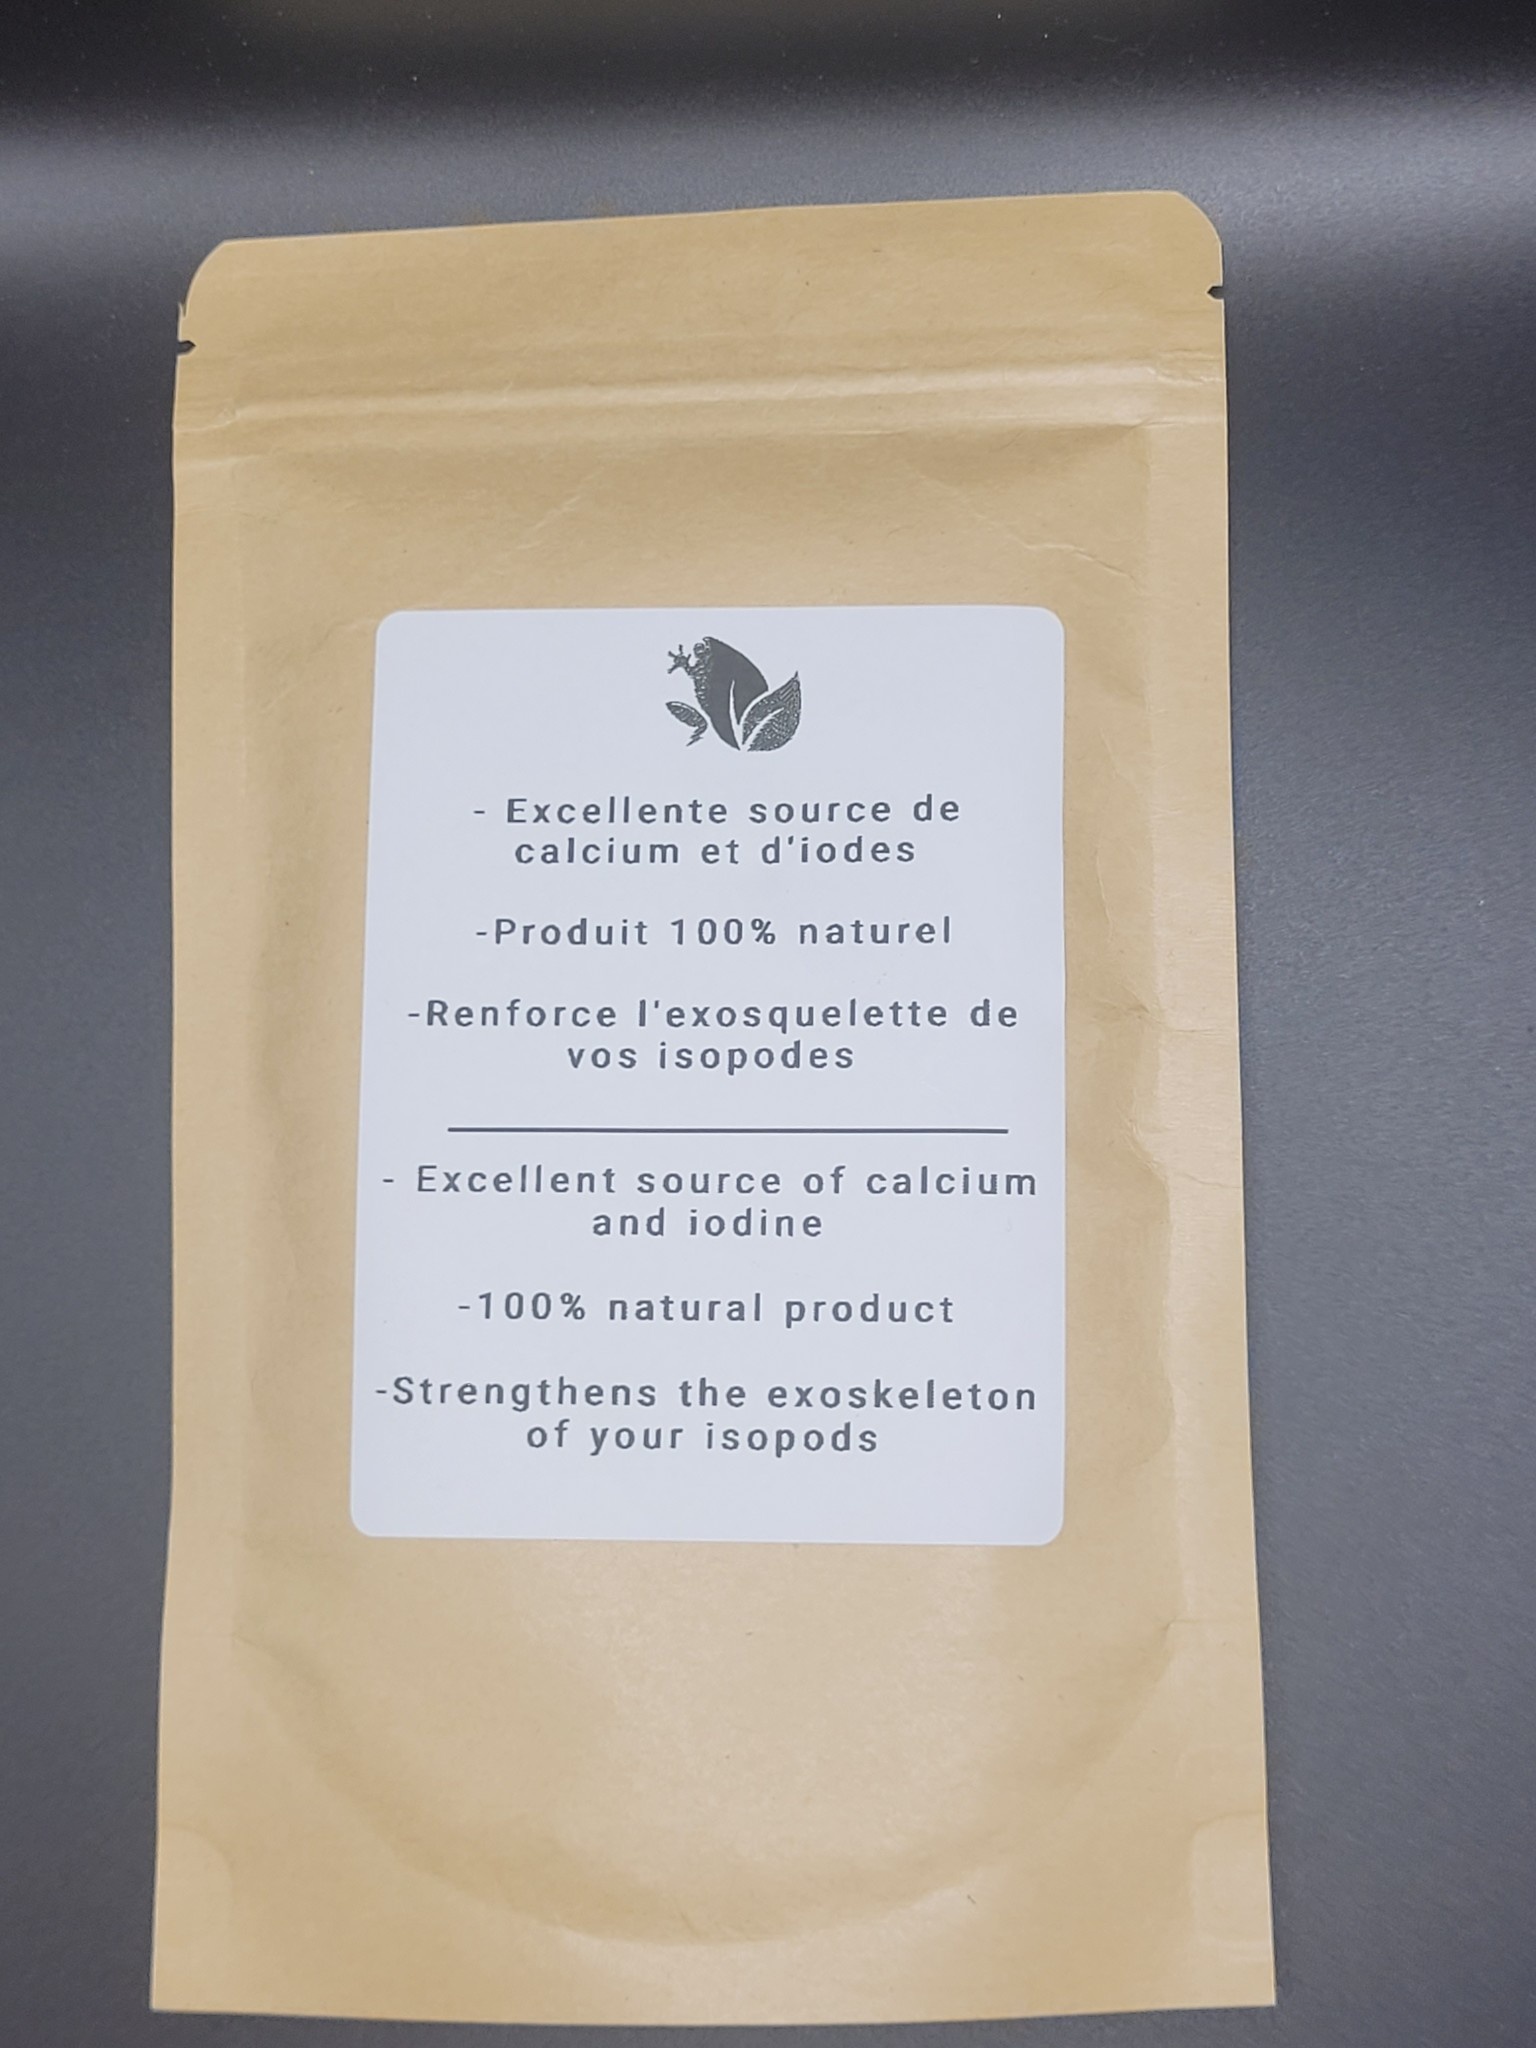 - Excellente source de
calcium et d'iodes
-Produit 100% naturel
-Renforce l'exosquelette de
vos isopodes
- Excellent source of calcium
and iodine
-100% natural product
-Strengthens the exoskeleton
of your isopods